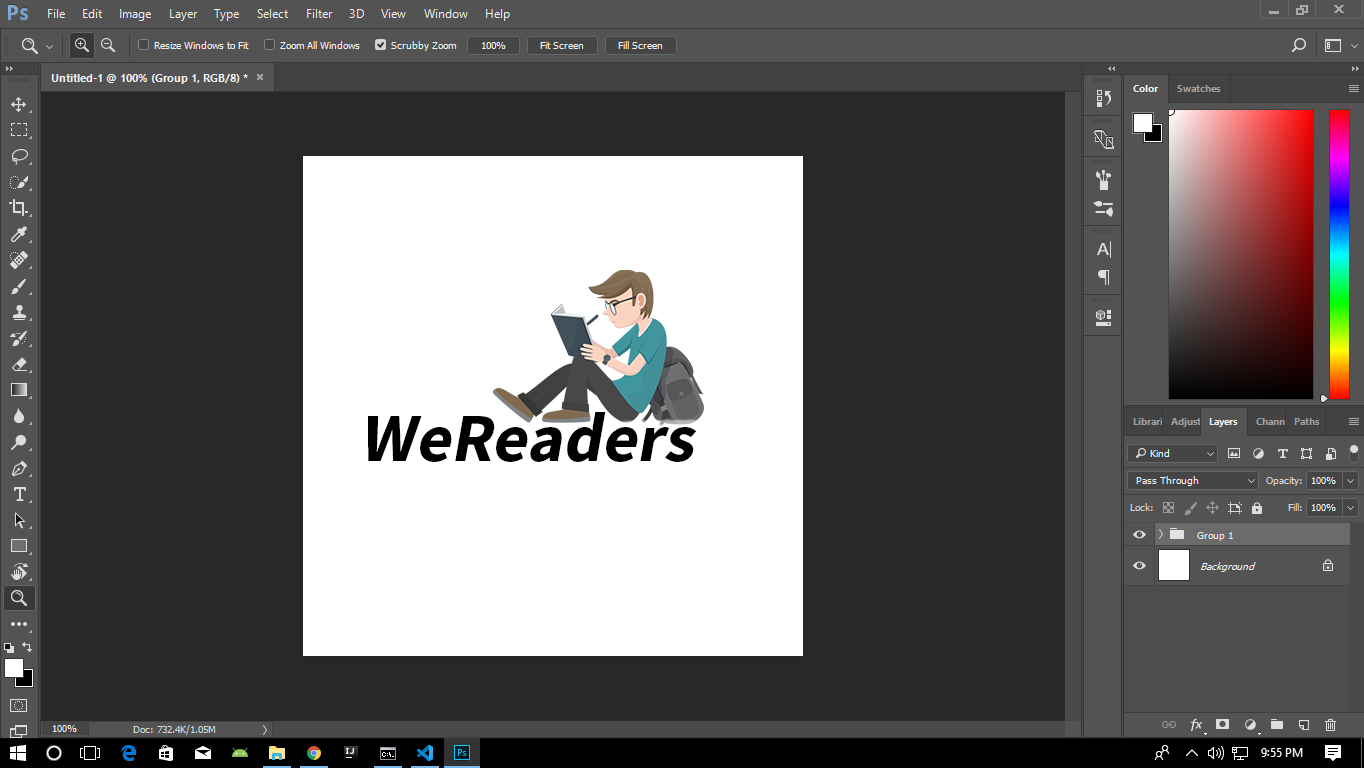 Ps File Edit Image Layer Type Select Filter 3D View Window Help
Resize Windows to Fit Zoom All Windows Scrubby Zoom 100% Fit Screen Fill Screen
Untitled-1 @ 100% (Group 1, RGB/8) * ×
Color Swatches
WeReaders
Librari Adjust Layers Chann Paths
Kind
Pass Through Opacity: 100%
Lock: Fill: 100%
Group 1
Background
100% Doc: 732.4K/1.05M
fx
9:55 PM